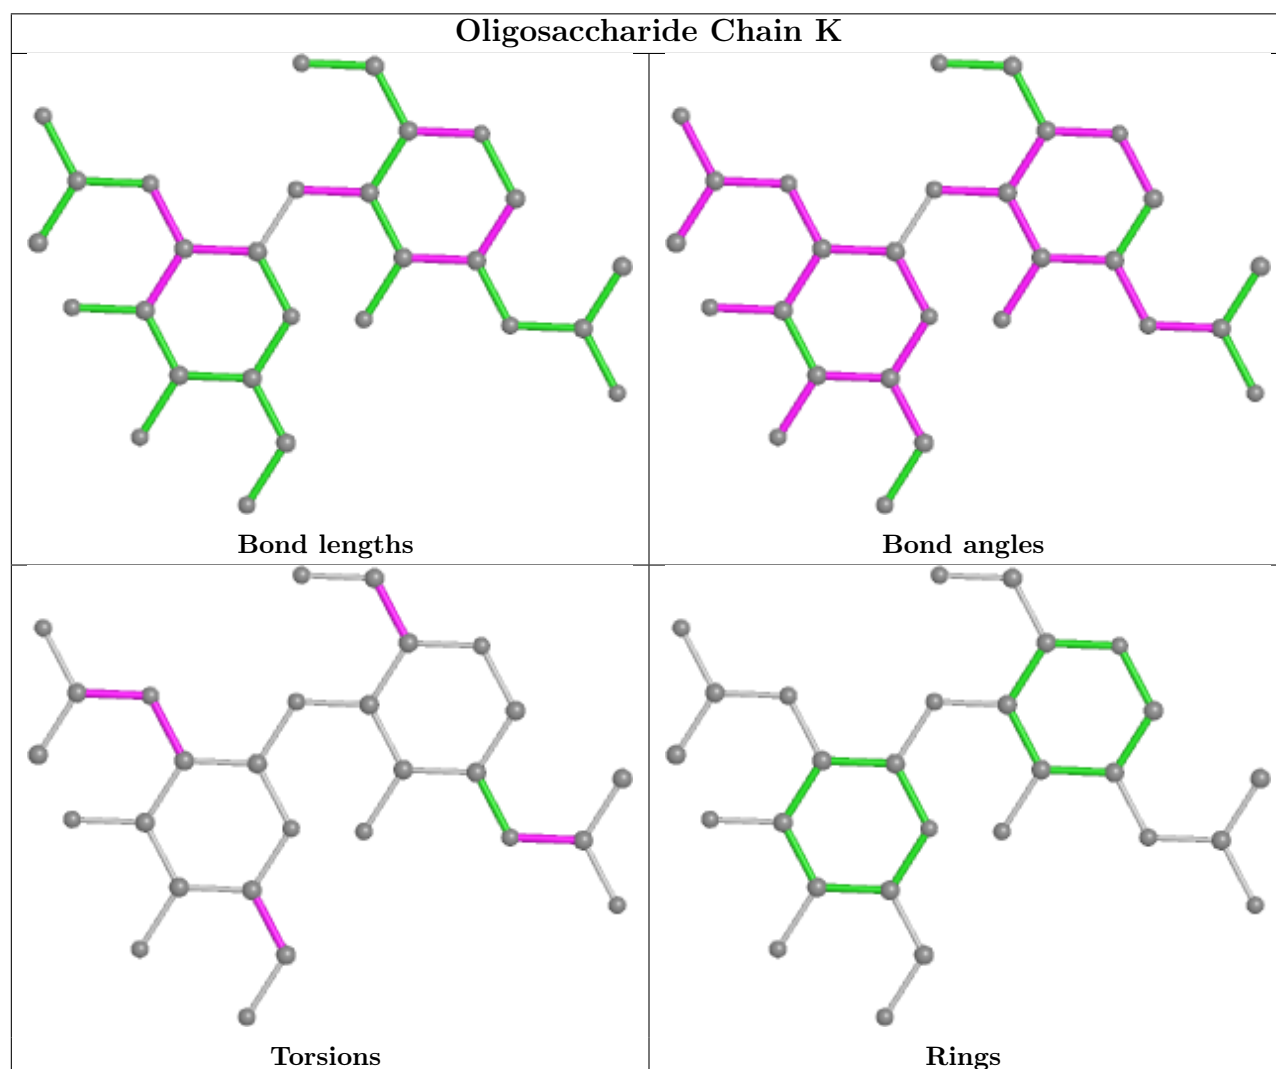 Oligosaccharide Chain K
Bond lengths
Bond angles
Torsions
Rings